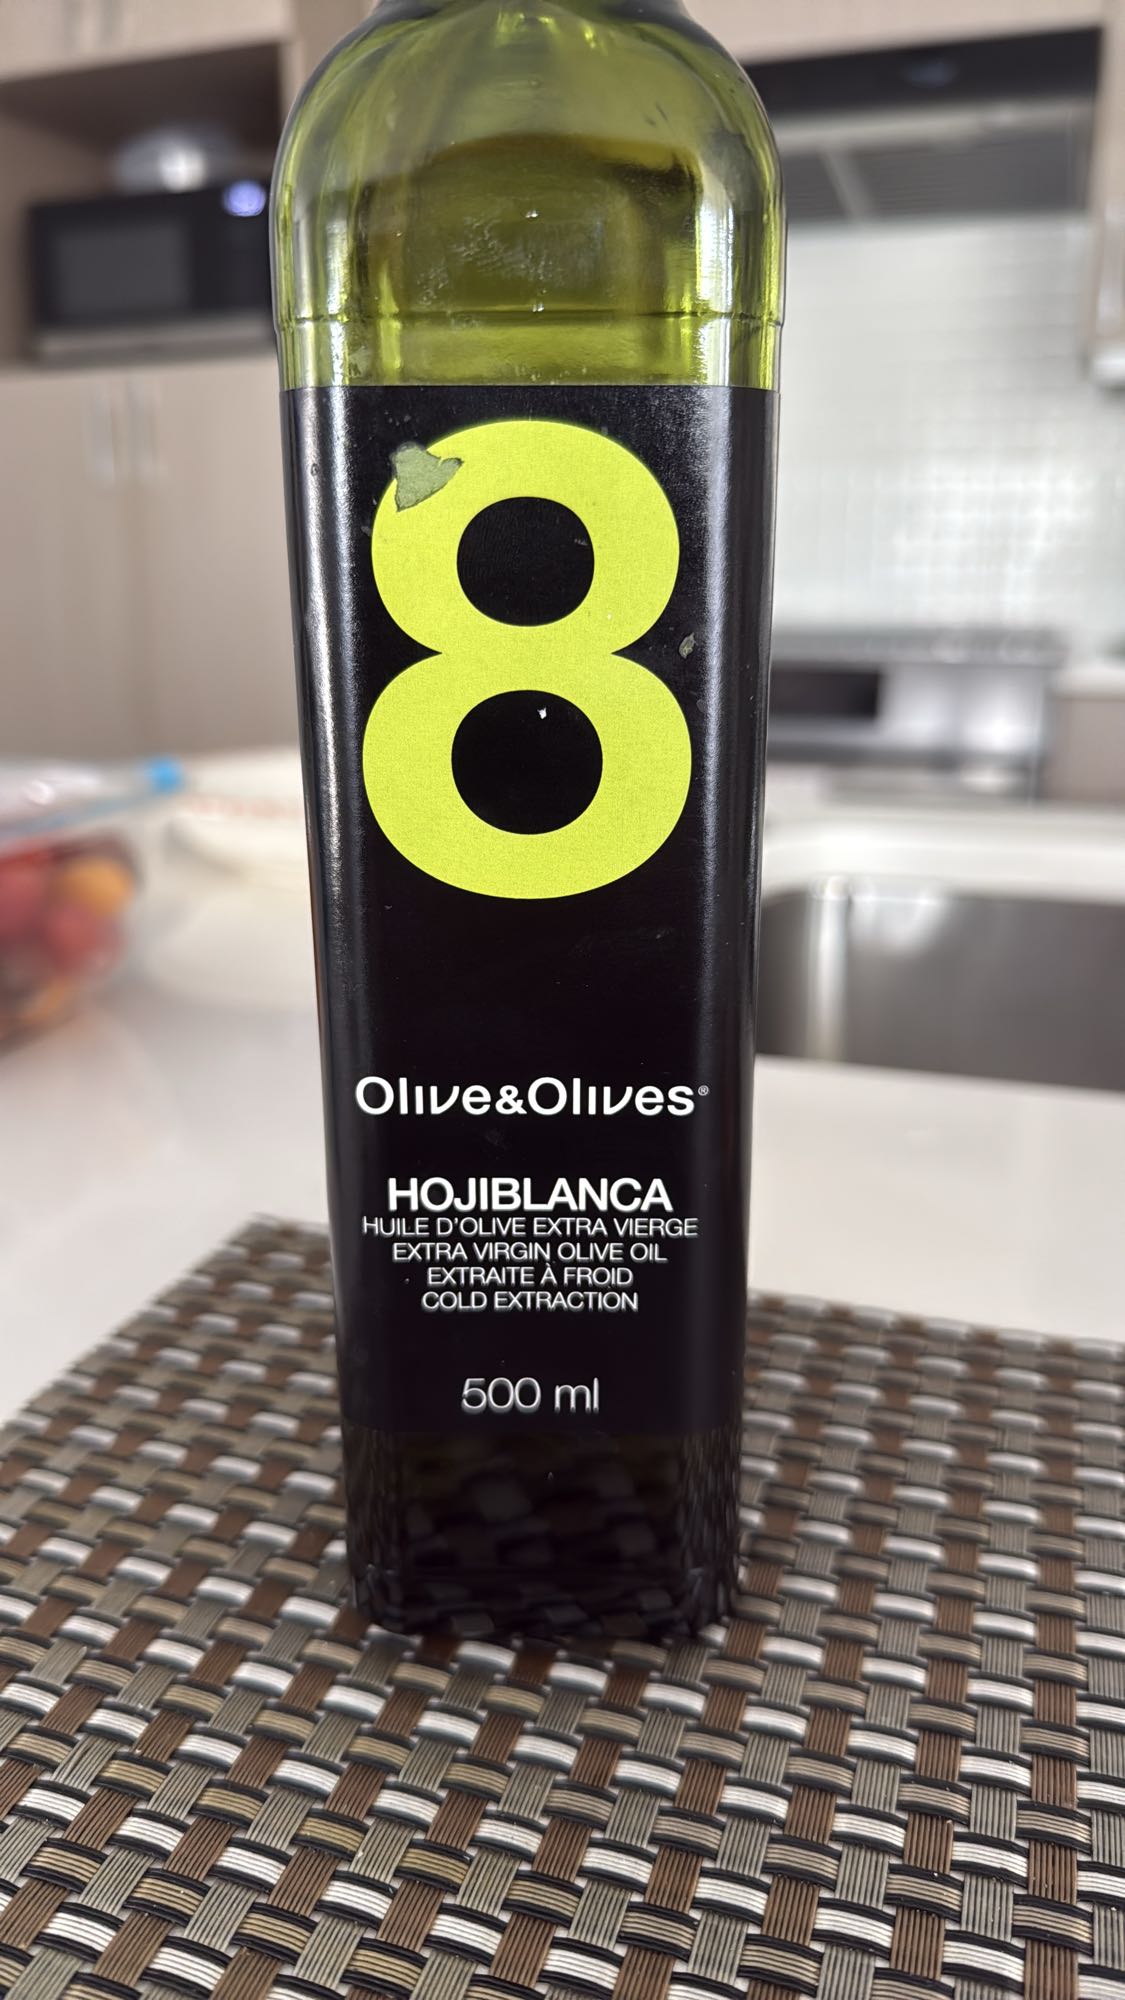 8
Olive&Olives®
HOJIBLANCA
HUILE D'OLIVE EXTRA VIERGE
EXTRA VIRGIN OLIVE OIL
EXTRAITE À FROID
COLD EXTRACTION
500 ml